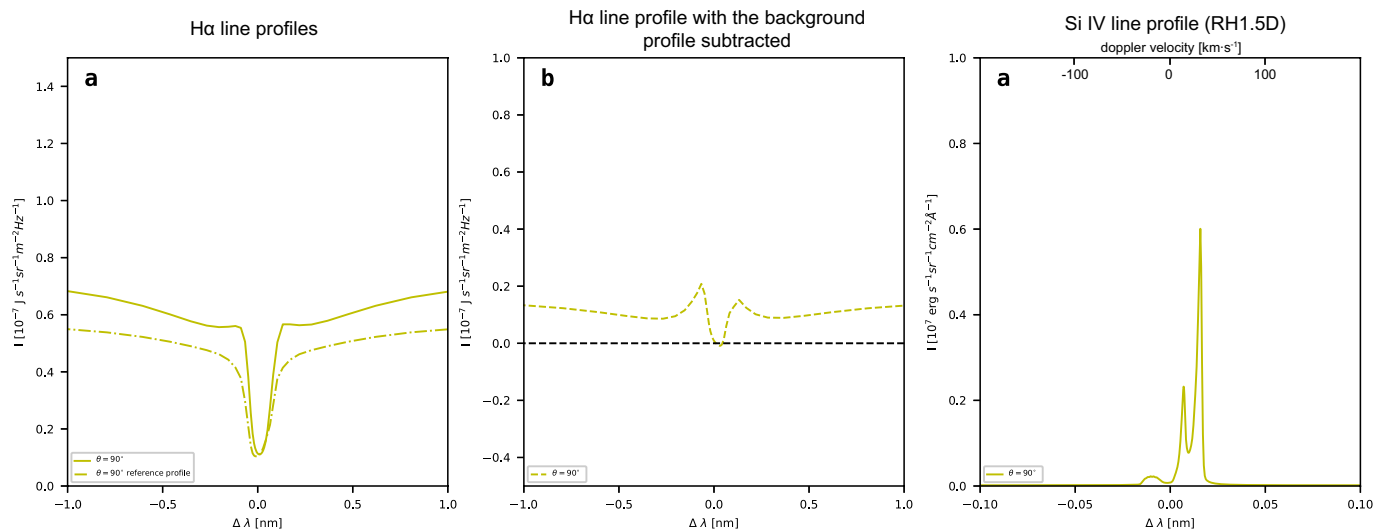 Hα line profiles
a
1.4
1.2
1.0
0.8
0.6
0.4
0.2
0.0
I [10⁻⁷ J s⁻¹sr⁻¹m⁻²Hz⁻¹]
θ = 90°
θ = 90° reference profile
−1.0 −0.5 0.0 0.5 1.0
Δ λ [nm]
Hα line profile with the background
profile subtracted
b
1.0
0.8
0.6
0.4
0.2
0.0
−0.2
−0.4
I [10⁻⁷ J s⁻¹sr⁻¹m⁻²Hz⁻¹]
θ = 90°
−1.0 −0.5 0.0 0.5 1.0
Δ λ [nm]
Si IV line profile (RH1.5D)
doppler velocity [km·s⁻¹]
-100 0 100
a
1.0
0.8
0.6
0.4
0.2
0.0
I [10⁷ erg s⁻¹sr⁻¹cm⁻²Å⁻¹]
θ = 90°
−0.10 −0.05 0.00 0.05 0.10
Δ λ [nm]